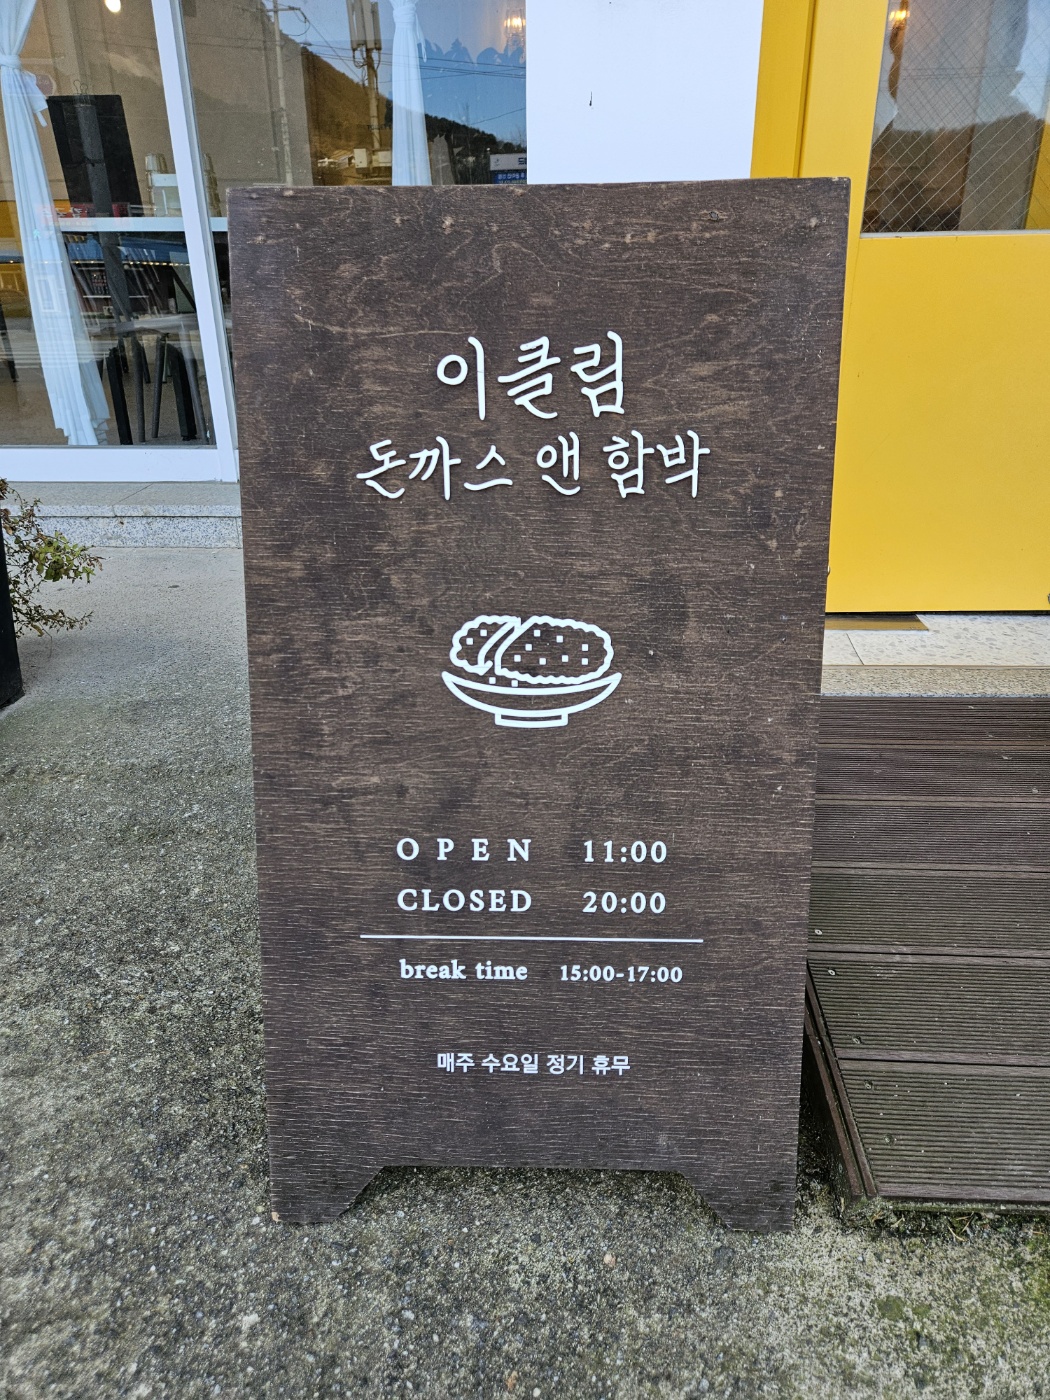 이클림
돈까스 앤 함박
OPEN 11:00
CLOSED 20:00
break time 15:00-17:00
매주 수요일 정기 휴무